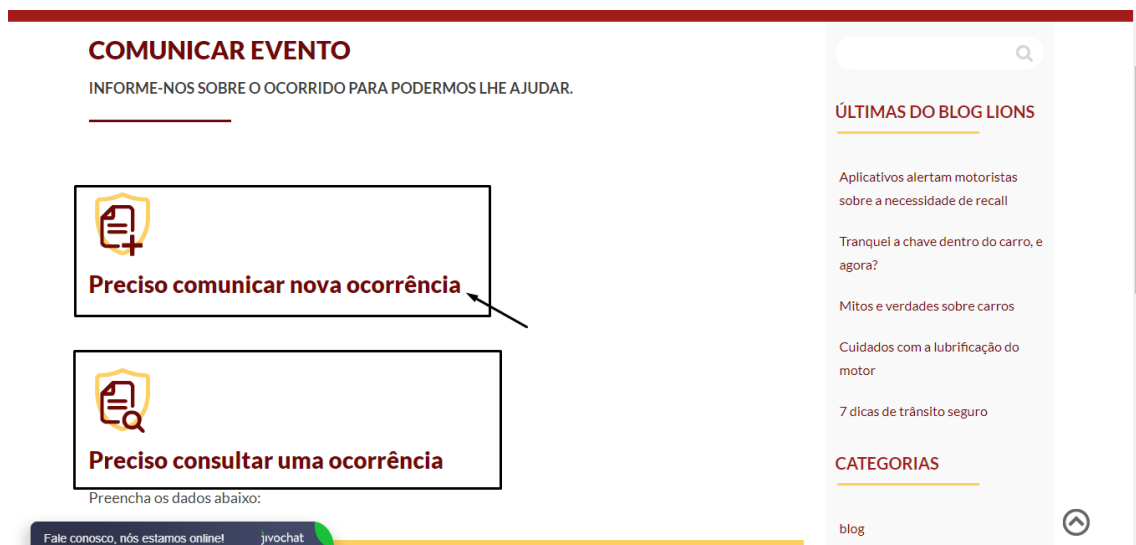 COMUNICAR EVENTO
INFORME-NOS SOBRE O OCORRIDO PARA PODERMOS LHE AJUDAR.
Preciso comunicar nova ocorrência
Preciso consultar uma ocorrência
Preencha os dados abaixo:
Fale conosco, nós estamos online! jivochat
ÚLTIMAS DO BLOG LIONS
Aplicativos alertam motoristas
sobre a necessidade de recall
Tranquei a chave dentro do carro, e
agora?
Mitos e verdades sobre carros
Cuidados com a lubrificação do
motor
7 dicas de trânsito seguro
CATEGORIAS
blog